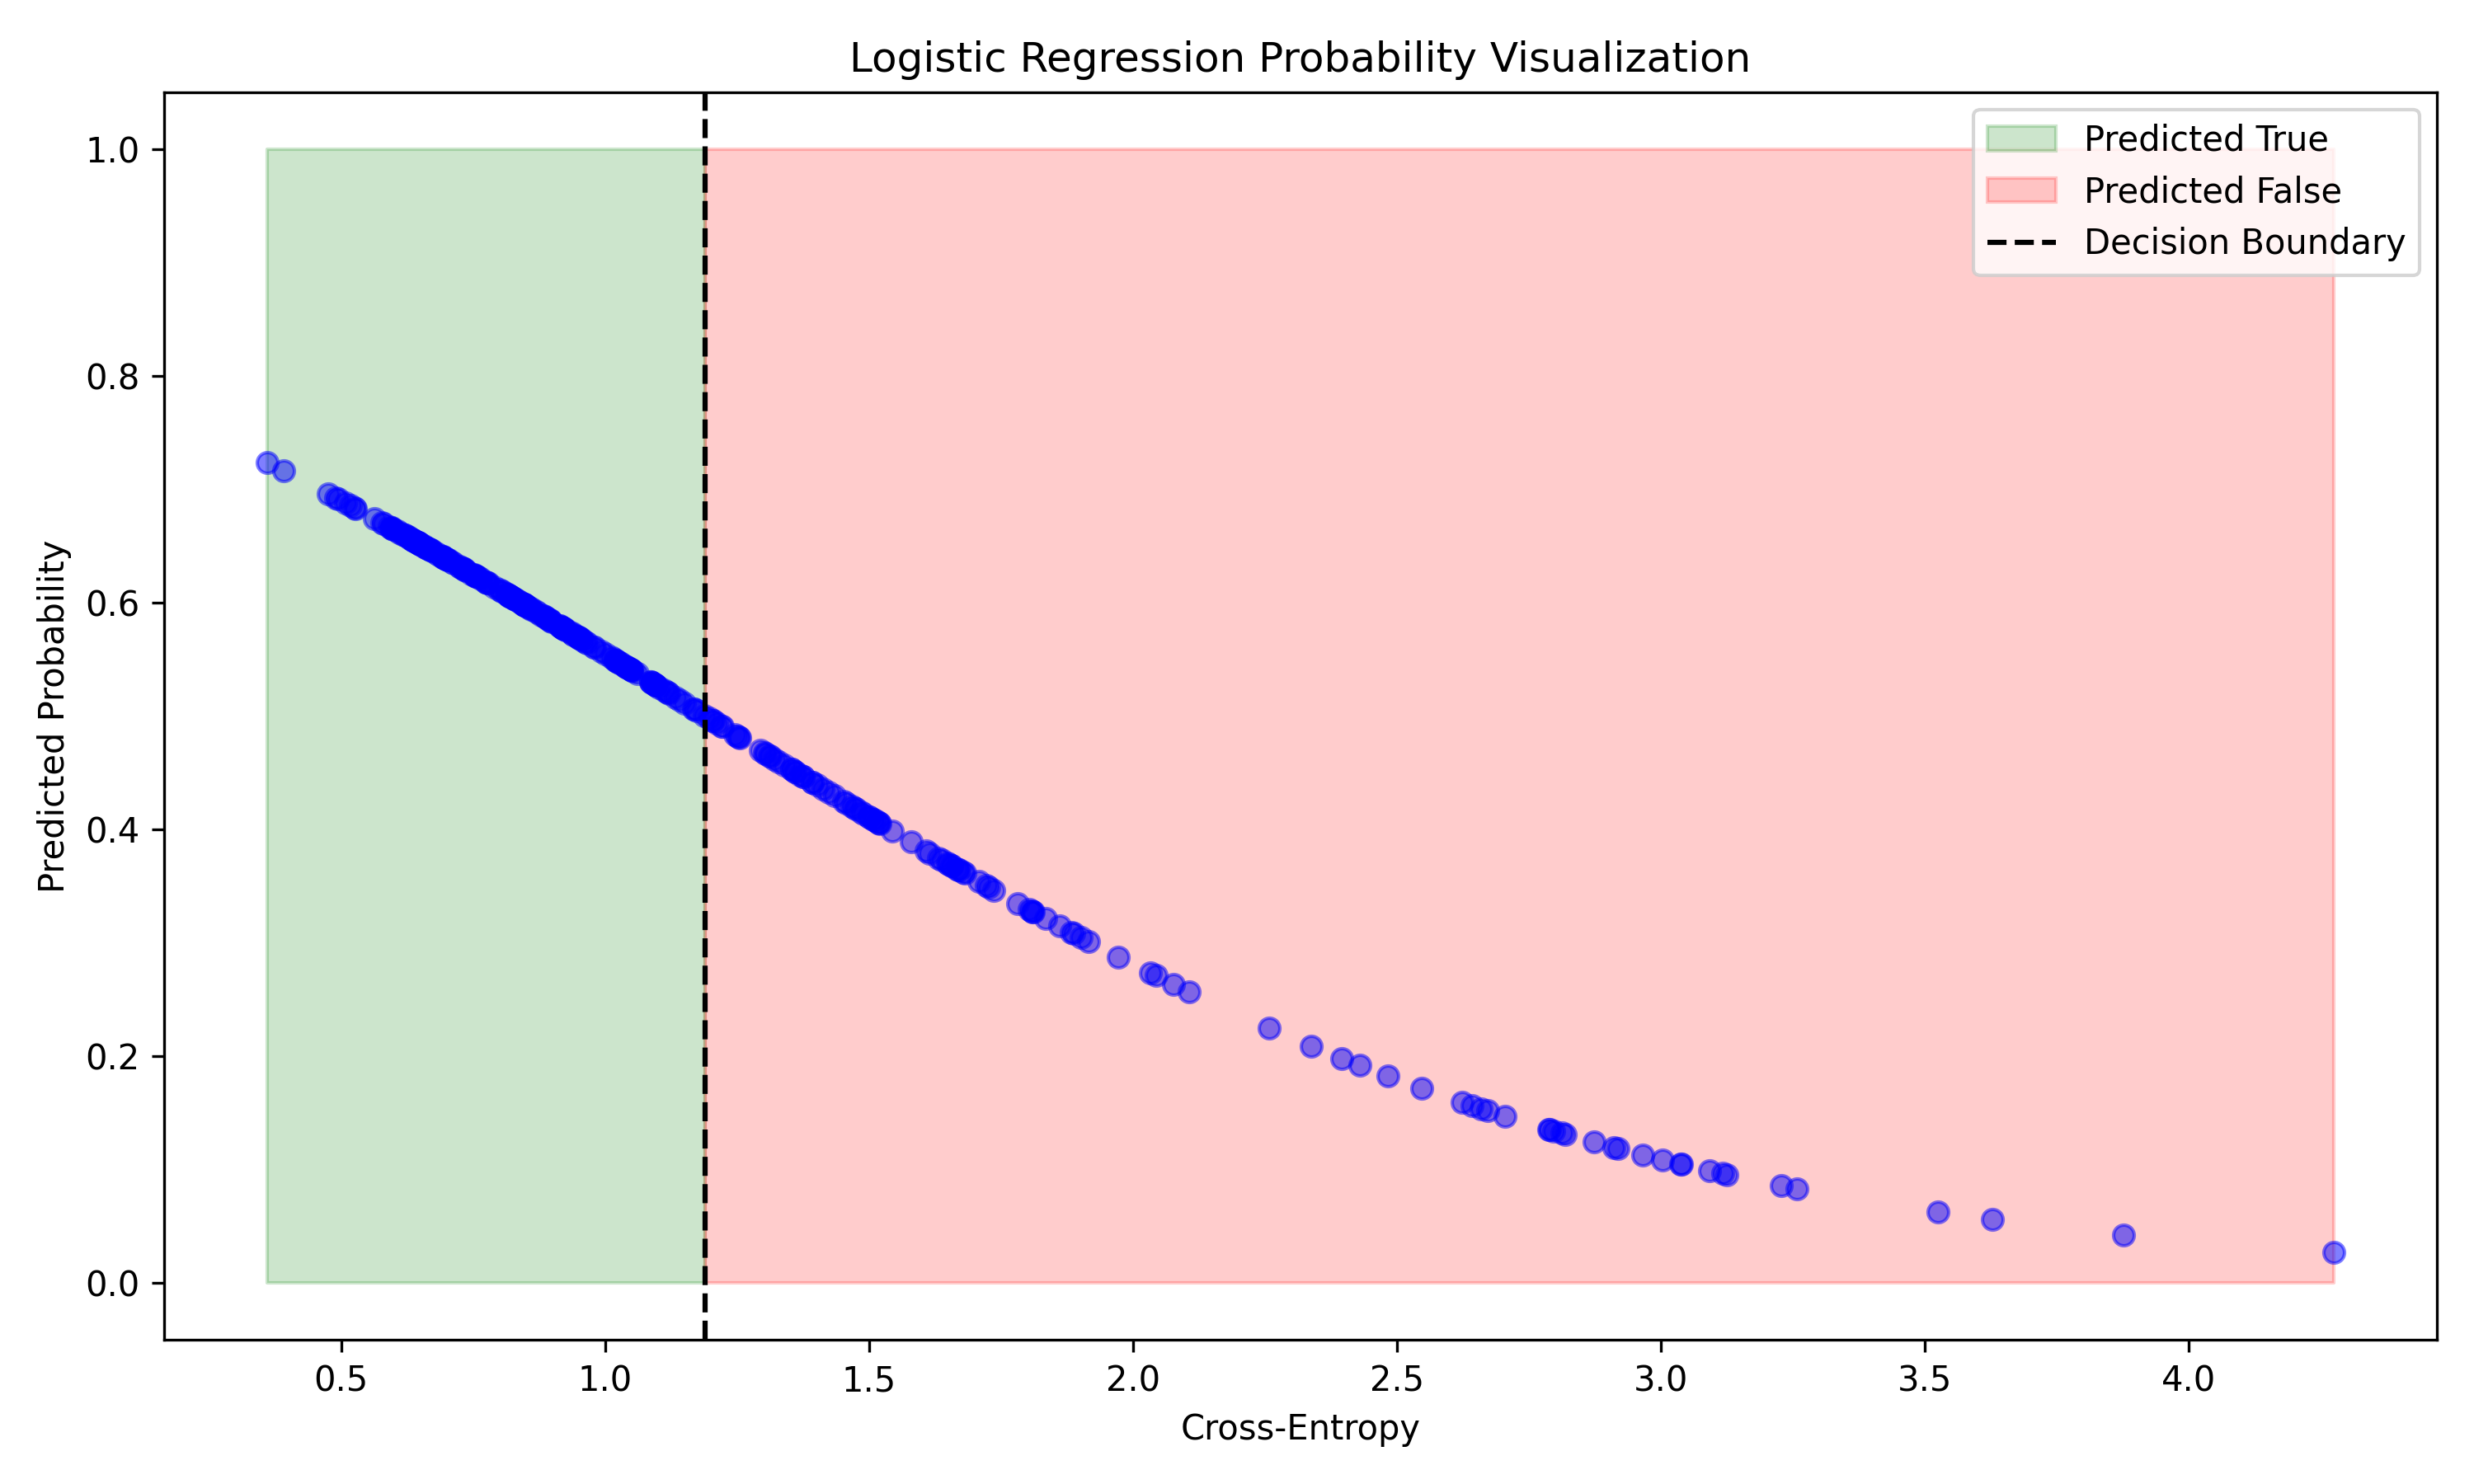 Logistic Regression Probability Visualization
Predicted True
Predicted False
Decision Boundary
Predicted Probability
1.0
0.8
0.6
0.4
0.2
0.0
0.5 1.0 1.5 2.0 2.5 3.0 3.5 4.0
Cross-Entropy